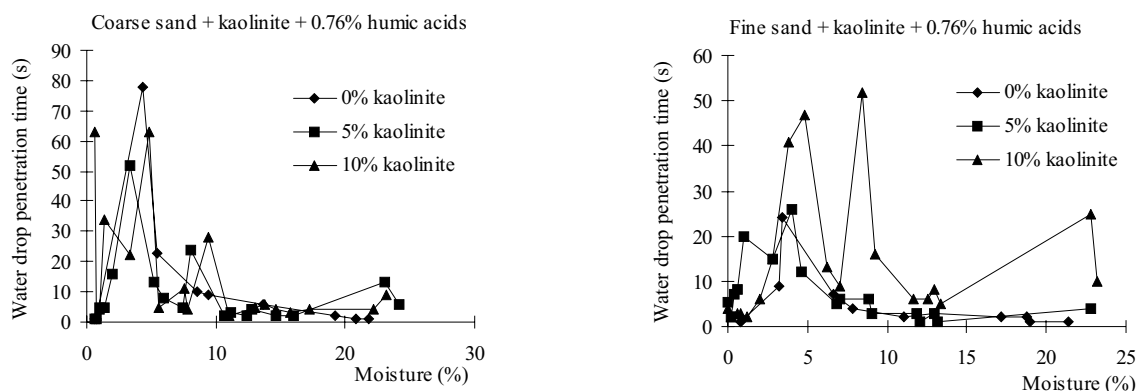 Coarse sand + kaolinite + 0.76% humic acids
Water drop penetration time (s)
90
80
70
60
50
40
30
20
10
0
0% kaolinite
5% kaolinite
10% kaolinite
0 10 20 30
Moisture (%)
Fine sand + kaolinite + 0.76% humic acids
Water drop penetration time (s)
60
50
40
30
20
10
0
0% kaolinite
5% kaolinite
10% kaolinite
0 5 10 15 20 25
Moisture (%)